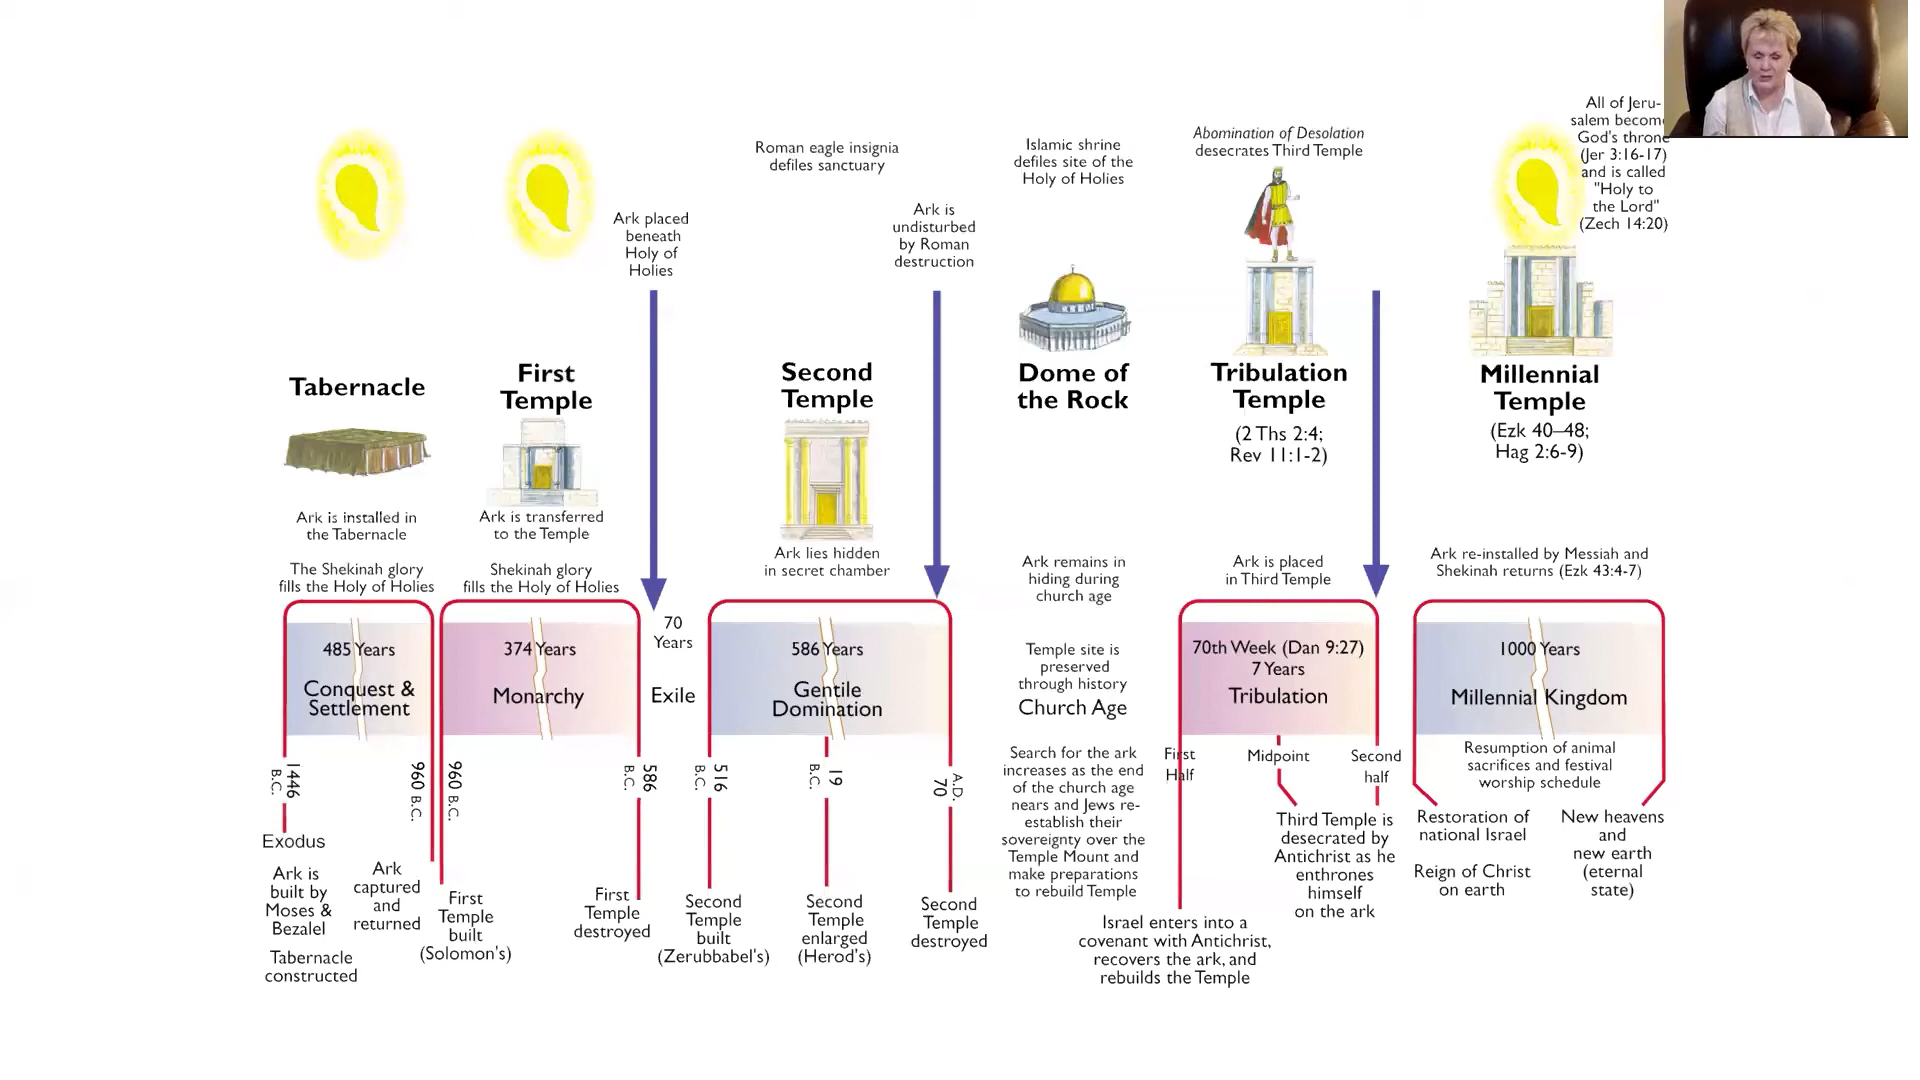 Tabernacle
Ark is installed in
the Tabernacle
The Shekinah glory
fills the Holy of Holies
485 Years
Conquest &
Settlement
1446
B.C.
Exodus
Ark is
built by
Moses &
Bezalel
Tabernacle
constructed
960 B.C.
Ark
captured
and
returned
First
Temple
Ark is transferred
to the Temple
Shekinah glory
fills the Holy of Holies
374 Years
Monarchy
960 B.C.
First
Temple
built
(Solomon's)
586
B.C.
First
Temple
destroyed
Ark placed
beneath
Holy of
Holies
70
Years
Exile
Roman eagle insignia
defiles sanctuary
Second
Temple
Ark lies hidden
in secret chamber
586 Years
Gentile
Domination
516
B.C.
Second
Temple
built
(Zerubbabel's)
19
B.C.
Second
Temple
enlarged
(Herod's)
Ark is
undisturbed
by Roman
destruction
A.D.
70
Second
Temple
destroyed
Islamic shrine
defiles site of the
Holy of Holies
Dome of
the Rock
Ark remains in
hiding during
church age
Temple site is
preserved
through history
Church Age
Search for the ark
increases as the end
of the church age
nears and Jews re-
establish their
sovereignty over the
Temple Mount and
make preparations
to rebuild Temple
Abomination of Desolation
desecrates Third Temple
Tribulation
Temple
(2 Ths 2:4;
Rev 11:1-2)
Ark is placed
in Third Temple
70th Week (Dan 9:27)
7 Years
Tribulation
First
Half
Midpoint
Second
half
Israel enters into a
covenant with Antichrist,
recovers the ark, and
rebuilds the Temple
Third Temple is
desecrated by
Antichrist as he
enthrones
himself
on the ark
All of Jeru-
salem become
God's throne
(Jer 3:16-17)
and is called
"Holy to
the Lord"
(Zech 14:20)
Millennial
Temple
(Ezk 40–48;
Hag 2:6-9)
Ark re-installed by Messiah and
Shekinah returns (Ezk 43:4-7)
1000 Years
Millennial Kingdom
Resumption of animal
sacrifices and festival
worship schedule
Restoration of
national Israel
Reign of Christ
on earth
New heavens
and
new earth
(eternal
state)